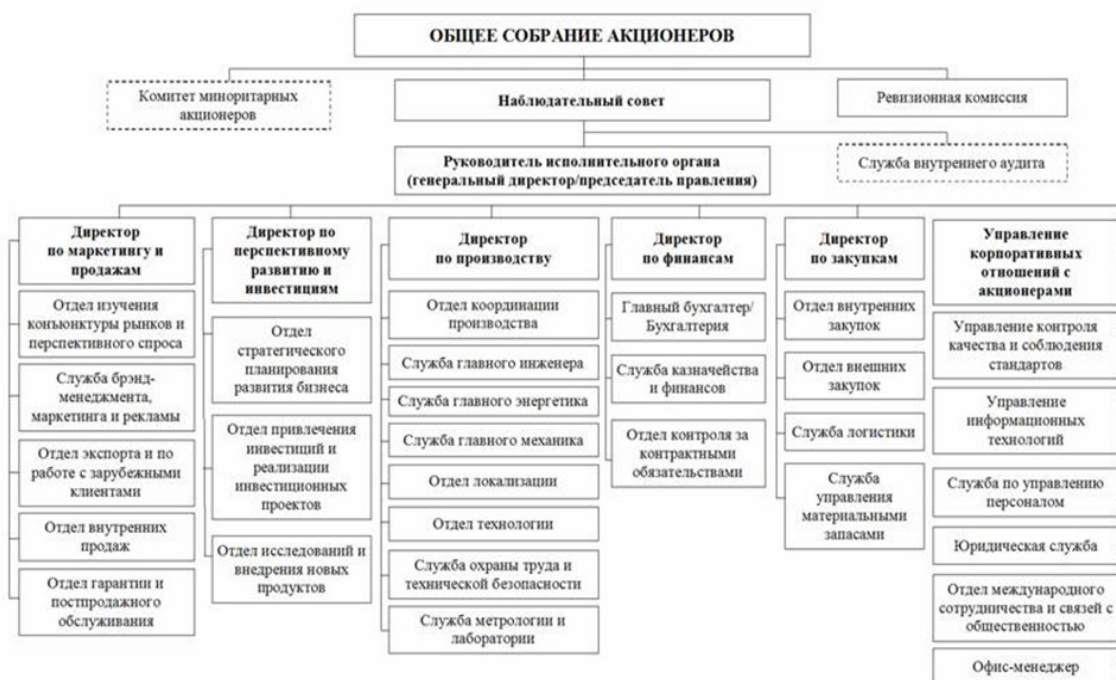 ОБЩЕЕ СОБРАНИЕ АКЦИОНЕРОВ
Комитет миноритарных
акционеров
Наблюдательный совет
Ревизионная комиссия
Руководитель исполнительного органа
(генеральный директор/председатель правления)
Служба внутреннего аудита
Директор
по маркетингу и
продажам
Отдел изучения
конъюнктуры рынков и
перспективного спроса
Служба брэнд-
менеджмента,
маркетинга и рекламы
Отдел экспорта и по
работе с зарубежными
клиентами
Отдел внутренних
продаж
Отдел гарантии и
постпродажного
обслуживания
Директор по
перспективному
развитию и
инвестициям
Отдел
стратегического
планирования
развития бизнеса
Отдел привлечения
инвестиций и
реализации
инвестиционных
проектов
Отдел исследований и
внедрения новых
продуктов
Директор
по производству
Отдел координации
производства
Служба главного инженера
Служба главного энергетика
Служба главного механика
Отдел локализации
Отдел технологии
Служба охраны труда и
технической безопасности
Служба метрологии и
лаборатории
Директор
по финансам
Главный бухгалтер/
Бухгалтерия
Служба казначейства
и финансов
Отдел контроля за
контрактными
обязательствами
Директор
по закупкам
Отдел внутренних
закупок
Отдел внешних
закупок
Служба логистики
Служба
управления
материальными
запасами
Управление
корпоративных
отношений с
акционерами
Управление контроля
качества и соблюдения
стандартов
Управление
информационных
технологий
Служба по управлению
персоналом
Юридическая служба
Отдел международного
сотрудничества и связей с
общественностью
Офис-менеджер